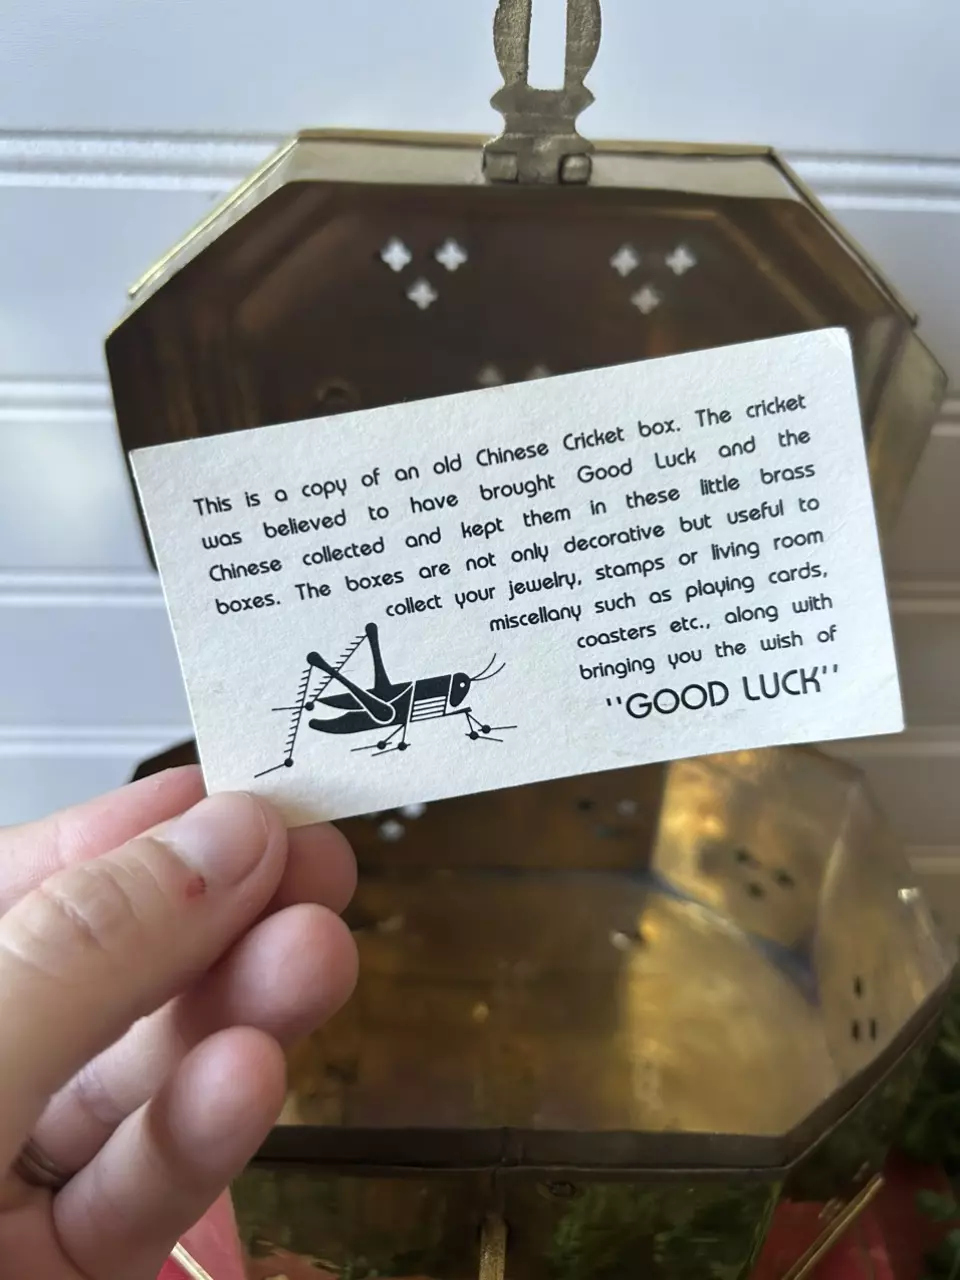 This is a copy of an old Chinese Cricket box. The cricket
was believed to have brought Good Luck and the
Chinese collected and kept them in these little brass
boxes. The boxes are not only decorative but useful to
collect your jewelry, stamps or living room
miscellany such as playing cards,
coasters etc., along with
bringing you the wish of
"GOOD LUCK"